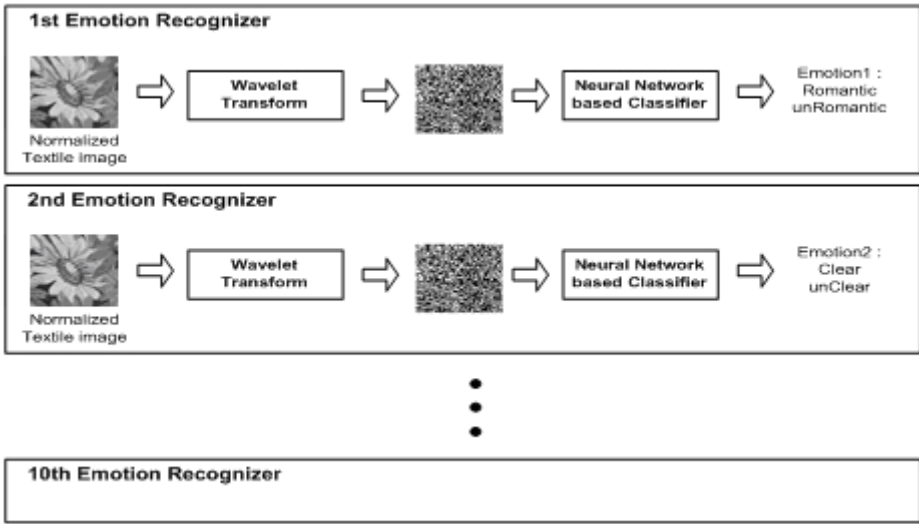 1st Emotion Recognizer
Normalized
Textile image
Wavelet
Transform
Neural Network
based Classifier
Emotion1 :
Romantic
unRomantic
2nd Emotion Recognizer
Normalized
Textile image
Wavelet
Transform
Neural Network
based Classifier
Emotion2 :
Clear
unClear
10th Emotion Recognizer